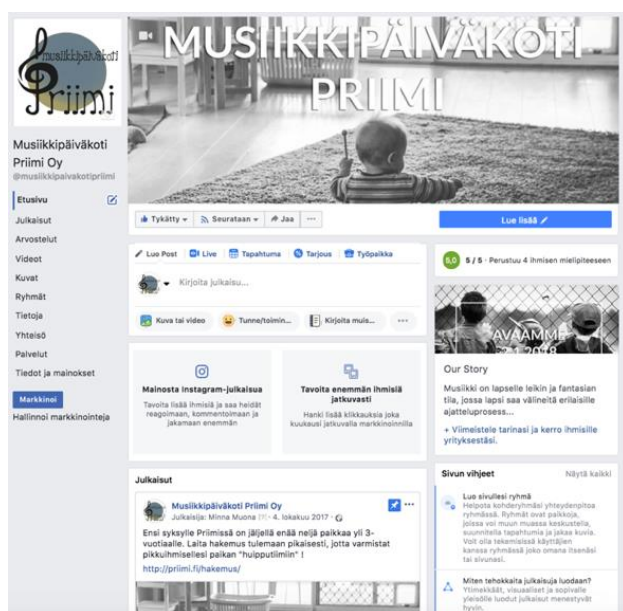 musiikkipäiväkoti
Priimi
MUSIIKKIPÄIVÄKOTI
PRIIMI
Musiikkipäiväkoti
Priimi Oy
@musiikkipaivakotipriimi
Etusivu
Julkaisut
Arvostelut
Videot
Kuvat
Ryhmät
Tietoja
Yhteisö
Palvelut
Tiedot ja mainokset
Markkinoi
Hallinnoi markkinointeja
Tykätty
Seurataan
Jaa
Lue lisää
Luo Post
Live
Tapahtuma
Tarjous
Työpaikka
Kirjoita julkaisu...
Kuva tai video
Tunne/toimin...
Kirjoita muis...
Mainosta Instagram-julkaisua
Tavoita lisää ihmisiä ja saa heidät
reagoimaan, kommentoimaan ja
jakamaan enemmän
Tavoita enemmän ihmisiä
jatkuvasti
Hanki lisää klikkauksia joka
kuukausi jatkuvalla markkinoinnilla
Julkaisut
Musiikkipäiväkoti Priimi Oy
Julkaisija: Minna Muona [?] · 4. lokakuu 2017 ·
Ensi syksylle Priimissä on jäljellä enää neljä paikkaa yli 3-
vuotiaalle. Laita hakemus tulemaan pikaisesti, jotta varmistat
pikkuihmisellesi paikan "huipputiimiin" !
http://priimi.fi/hakemus/
5,0
5 / 5 · Perustuu 4 ihmisen mielipiteeseen
AVAAMME
2.1.2018
Our Story
Musiikki on lapselle leikin ja fantasian
tila, jossa lapsi saa välineitä erilaisille
ajatteluprosess...
+ Viimeistele tarinasi ja kerro ihmisille
yrityksestäsi.
Sivun vihjeet
Näytä kaikki
Luo sivullesi ryhmä
Helpota kohderyhmäsi yhteydenpitoa
ryhmässä. Ryhmät ovat paikkoja,
joissa voi muun muassa keskustella,
suunnitella tapahtumia ja jakaa kuvia.
Voit olla tekemisissä käyttäjien
kanssa ryhmässä joko omana itsenäsi
tai sivunasi.
Miten tehokkaita julkaisuja luodaan?
Ytimekkäät, visuaaliset ja sopivalle
yleisölle luodut julkaisut menestyvät
hyvin.